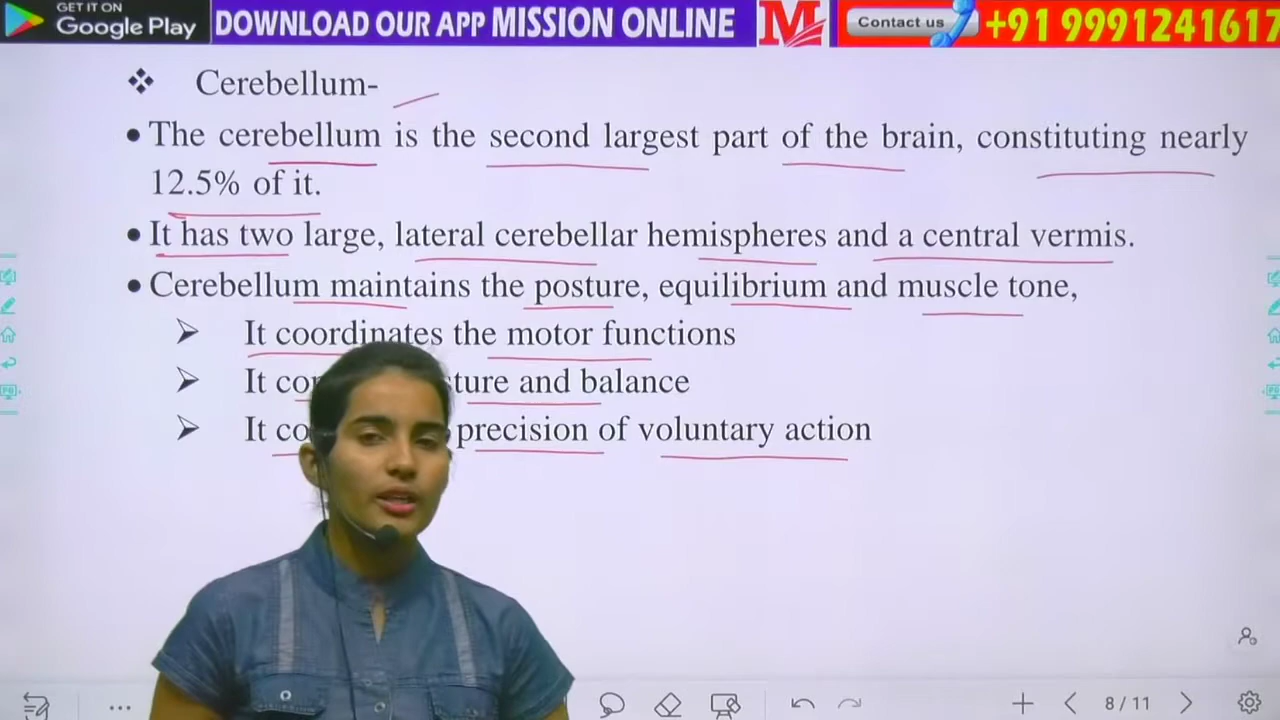 GET IT ON
Google Play
DOWNLOAD OUR APP MISSION ONLINE
M
Contact us
+91 9991241617
❖ Cerebellum-
• The cerebellum is the second largest part of the brain, constituting nearly
12.5% of it.
• It has two large, lateral cerebellar hemispheres and a central vermis.
• Cerebellum maintains the posture, equilibrium and muscle tone,
➢ It coordinates the motor functions
➢ It and balance
➢ It precision of voluntary action
8 / 11